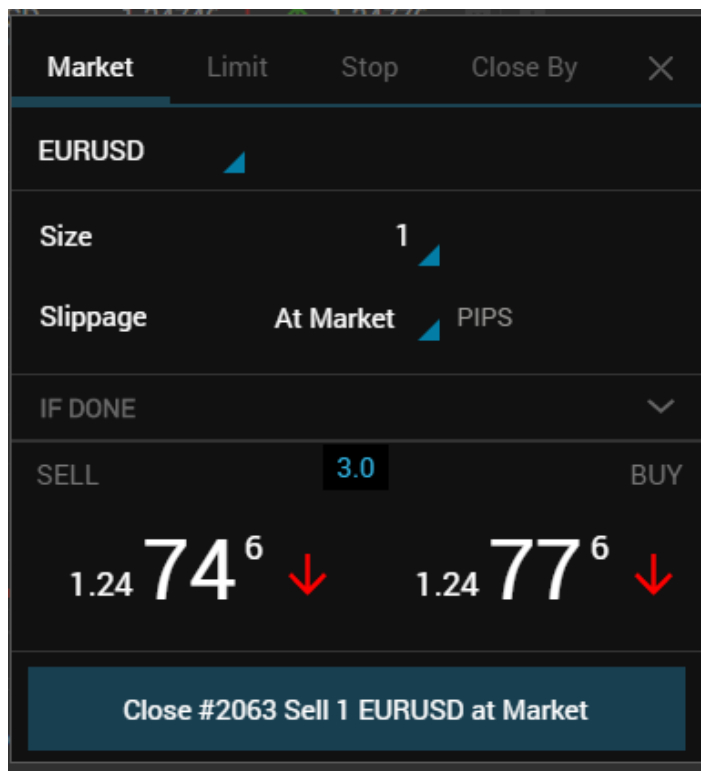 Market Limit Stop Close By
EURUSD
Size 1
Slippage At Market PIPS
IF DONE
SELL 3.0 BUY
1.24 74 6 1.24 77 6
Close #2063 Sell 1 EURUSD at Market